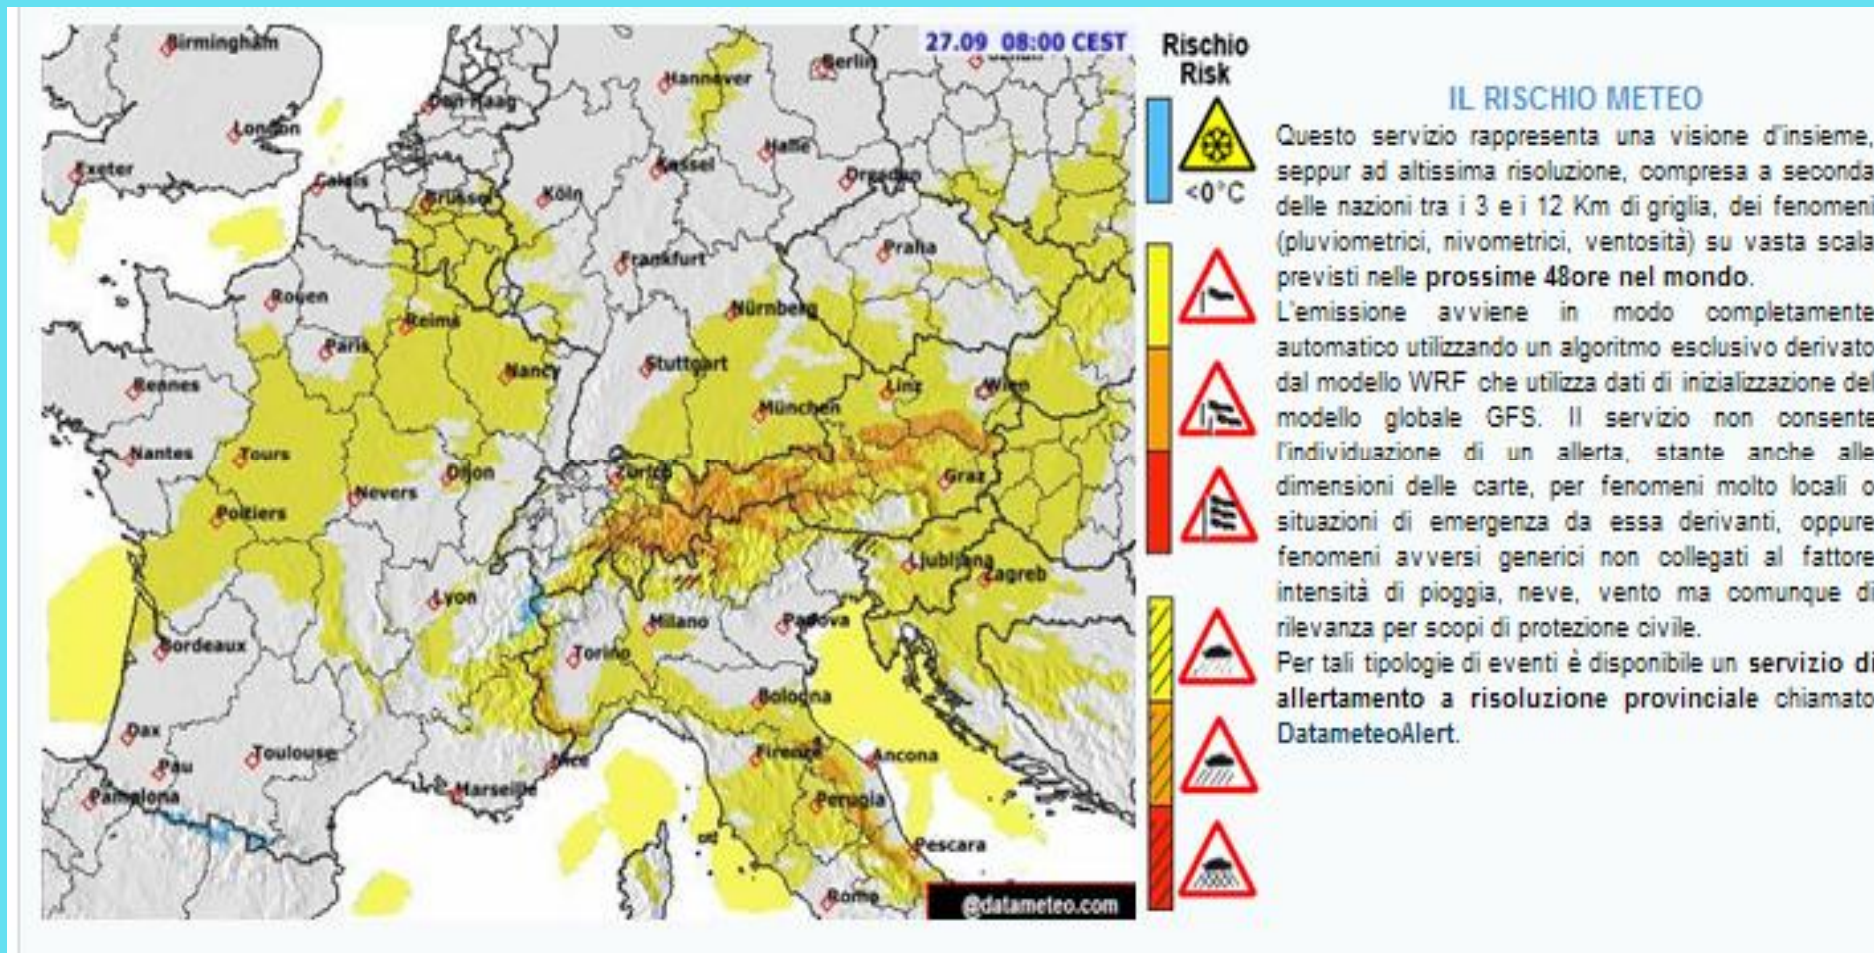 27.09 08:00 CEST
Rischio
Risk
<0°C
Birmingham
Berlin
Hannover
Den Haag
London
Halle
Exeter
Kassel
Calais
Dresden
Brüssel
Köln
Praha
Frankfurt
Rouen
Nürnberg
Reims
Paris
Stuttgart
Nancy
Rennes
Linz
Wien
München
Nantes
Tours
Dijon
Zürich
Graz
Nevers
Poitiers
Ljubljana
Zagreb
Lyon
Milano
Padova
Bordeaux
Torino
Bologna
Dax
Toulouse
Firenze
Ancona
Nice
Pau
Marseille
Pamplona
Perugia
Pescara
Roma
@datameteo.com
IL RISCHIO METEO
Questo servizio rappresenta una visione d'insieme,
seppur ad altissima risoluzione, compresa a seconda
delle nazioni tra i 3 e i 12 Km di griglia, dei fenomeni
(pluviometrici, nivometrici, ventosità) su vasta scala
previsti nelle prossime 48ore nel mondo.
L'emissione avviene in modo completamente
automatico utilizzando un algoritmo esclusivo derivato
dal modello WRF che utilizza dati di inizializzazione del
modello globale GFS. Il servizio non consente
l'individuazione di un allerta, stante anche alle
dimensioni delle carte, per fenomeni molto locali o
situazioni di emergenza da essa derivanti, oppure
fenomeni avversi generici non collegati al fattore
intensità di pioggia, neve, vento ma comunque di
rilevanza per scopi di protezione civile.
Per tali tipologie di eventi è disponibile un servizio di
allertamento a risoluzione provinciale chiamato
DatameteoAlert.